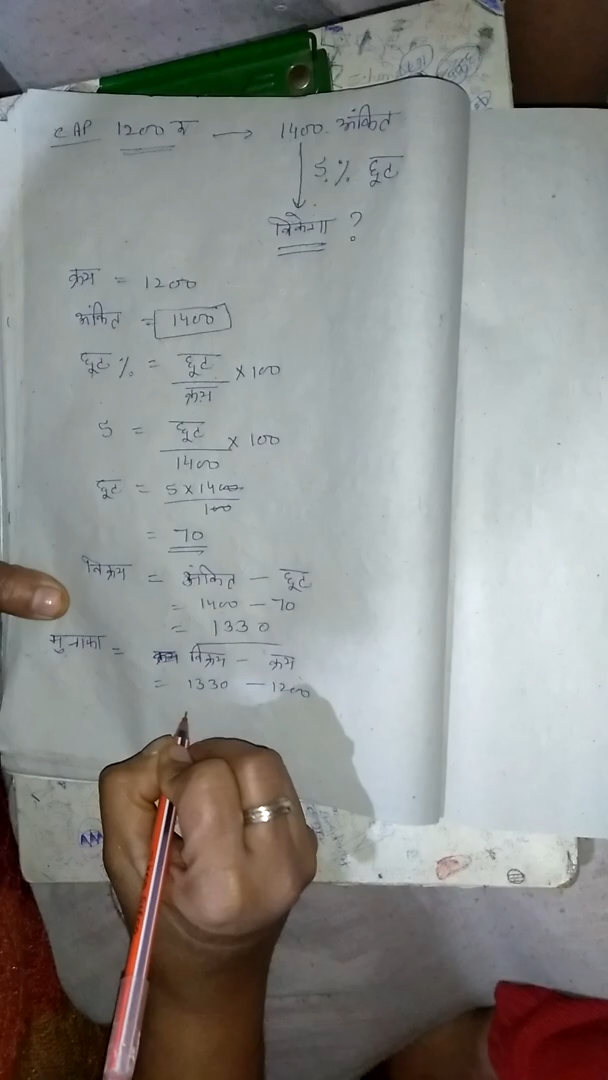 CAP 1200 रु → 1400. अंकित
5.% छूट
बिकेगा ?
क्रय = 1200
अंकित = 1400
छूट % = छूट / क्रय × 100
5 = छूट / 1400 × 100
छूट = 5 × 1400 / 100
= 70
विक्रय = अंकित - छूट
= 1400 - 70
= 1330
मुनाफा = विक्रय - क्रय
= 1330 - 1200